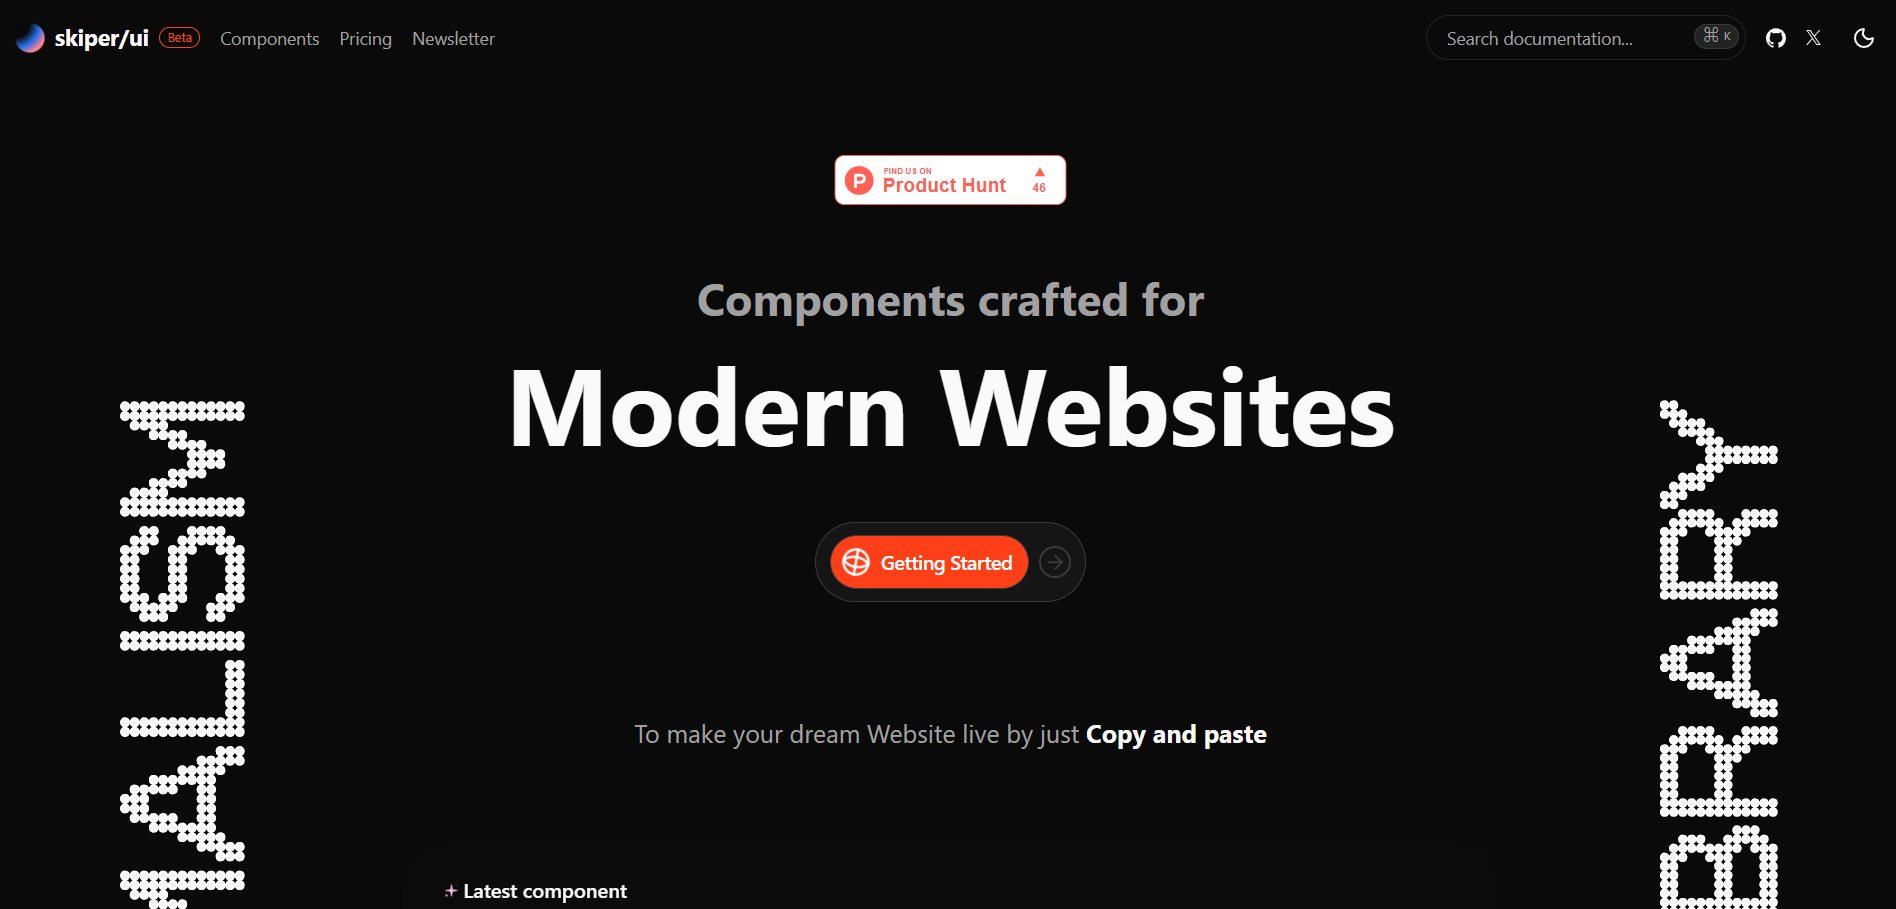 skiper/ui Beta Components Pricing Newsletter Search documentation... ⌘ K
FIND US ON
Product Hunt
46
Components crafted for
Modern Websites
Getting Started
To make your dream Website live by just Copy and paste
Latest component
MALISM
BRARY